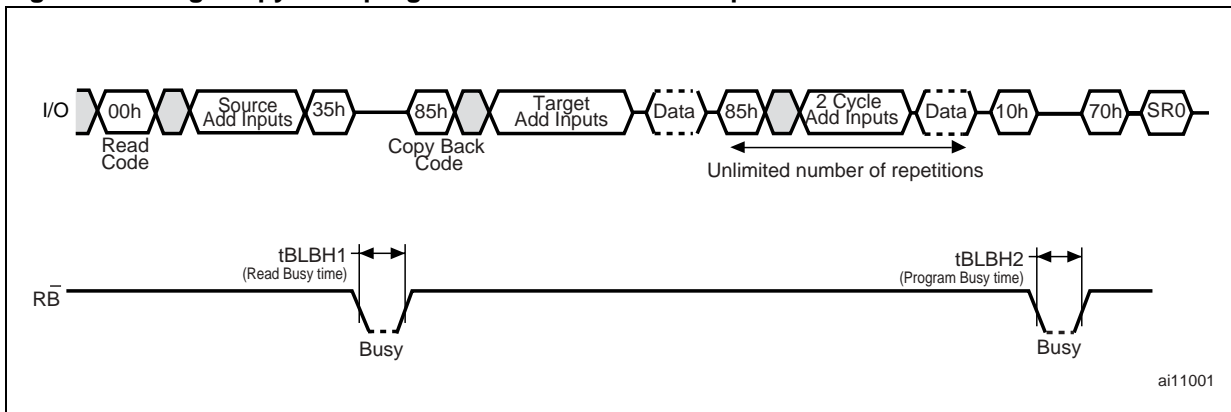 I/O 00h Source Add Inputs 35h 85h Target Add Inputs Data 85h 2 Cycle Add Inputs Data 10h 70h SR0
Read Code
Copy Back Code
Unlimited number of repetitions
tBLBH1
(Read Busy time)
tBLBH2
(Program Busy time)
RB̅
Busy
Busy
ai11001